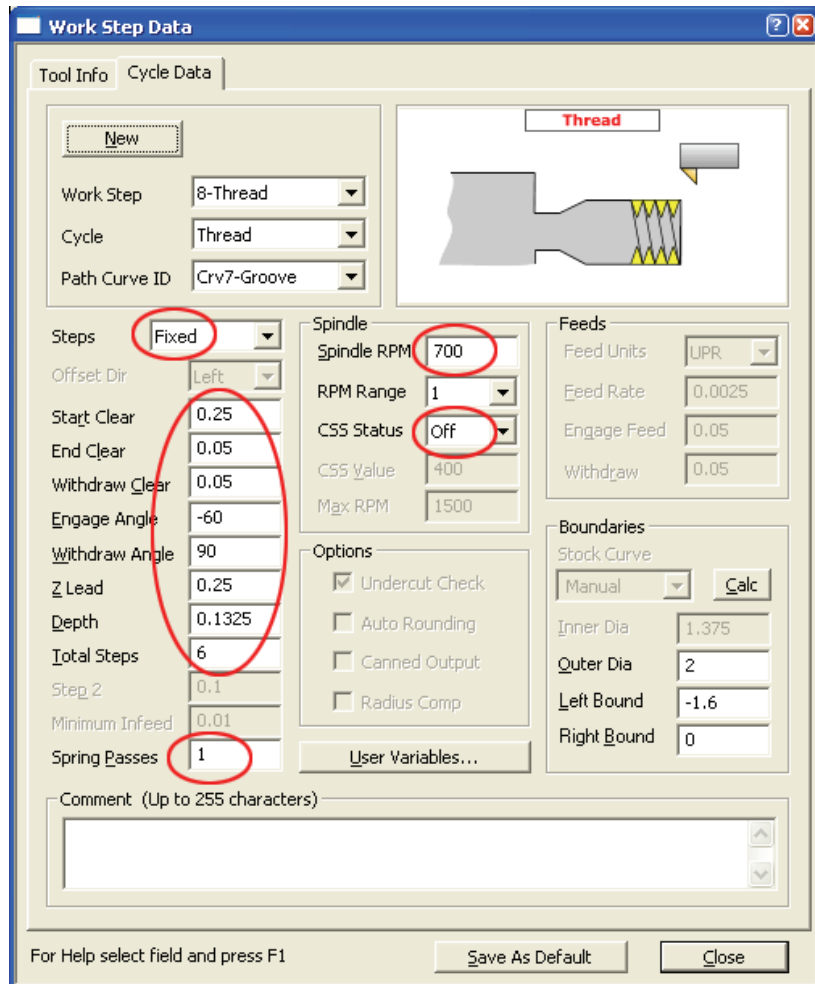 Work Step Data
Tool Info Cycle Data
New
Work Step 8-Thread
Cycle Thread
Path Curve ID Crv7-Groove
Thread
Steps Fixed
Offset Dir Left
Start Clear 0.25
End Clear 0.05
Withdraw Clear 0.05
Engage Angle -60
Withdraw Angle 90
Z Lead 0.25
Depth 0.1325
Total Steps 6
Step 2 0.1
Minimum Infeed 0.01
Spring Passes 1
Spindle
Spindle RPM 700
RPM Range 1
CSS Status Off
CSS Value 400
Max RPM 1500
Options
Undercut Check
Auto Rounding
Canned Output
Radius Comp
User Variables...
Feeds
Feed Units UPR
Feed Rate 0.0025
Engage Feed 0.05
Withdraw 0.05
Boundaries
Stock Curve
Manual Calc
Inner Dia 1.375
Outer Dia 2
Left Bound -1.6
Right Bound 0
Comment (Up to 255 characters)
For Help select field and press F1 Save As Default Close